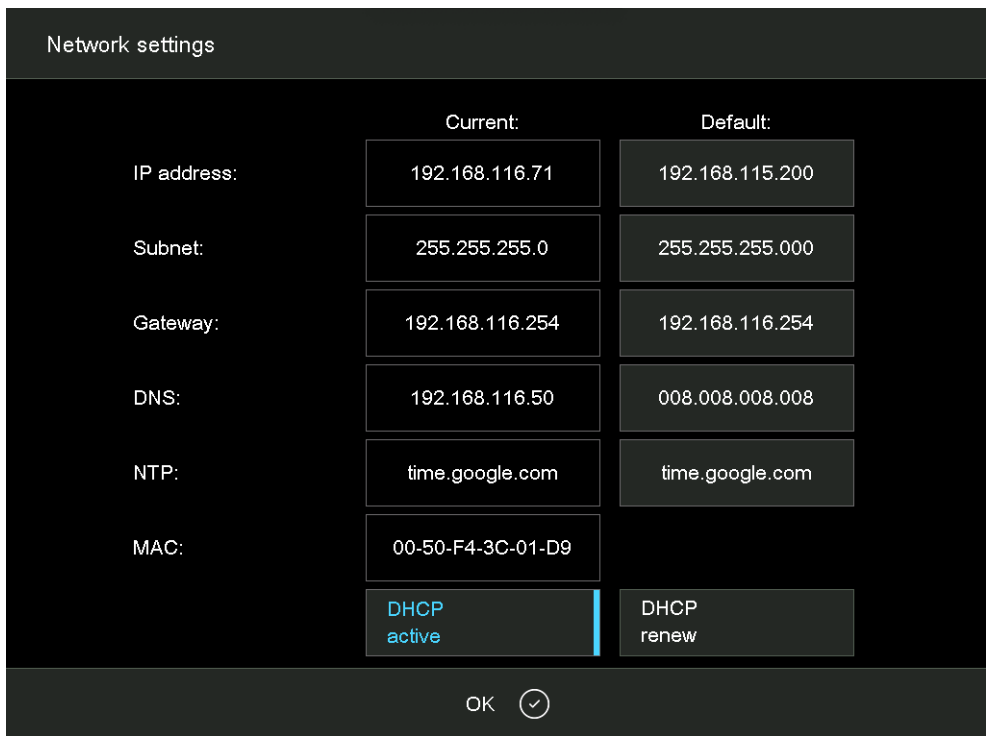 Network settings
Current: Default:
IP address: 192.168.116.71 192.168.115.200
Subnet: 255.255.255.0 255.255.255.000
Gateway: 192.168.116.254 192.168.116.254
DNS: 192.168.116.50 008.008.008.008
NTP: time.google.com time.google.com
MAC: 00-50-F4-3C-01-D9
DHCP DHCP
active renew
OK